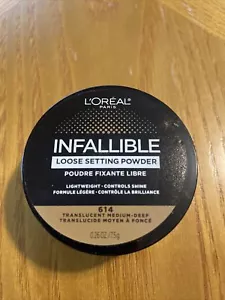 L'ORÉAL
PARIS
INFALLIBLE
LOOSE SETTING POWDER
POUDRE FIXANTE LIBRE
LIGHTWEIGHT • CONTROLS SHINE
FORMULE LÉGÈRE • CONTRÔLE LA BRILLANCE
614
TRANSLUCENT MEDIUM-DEEP
TRANSLUCIDE MOYEN À FONCÉ